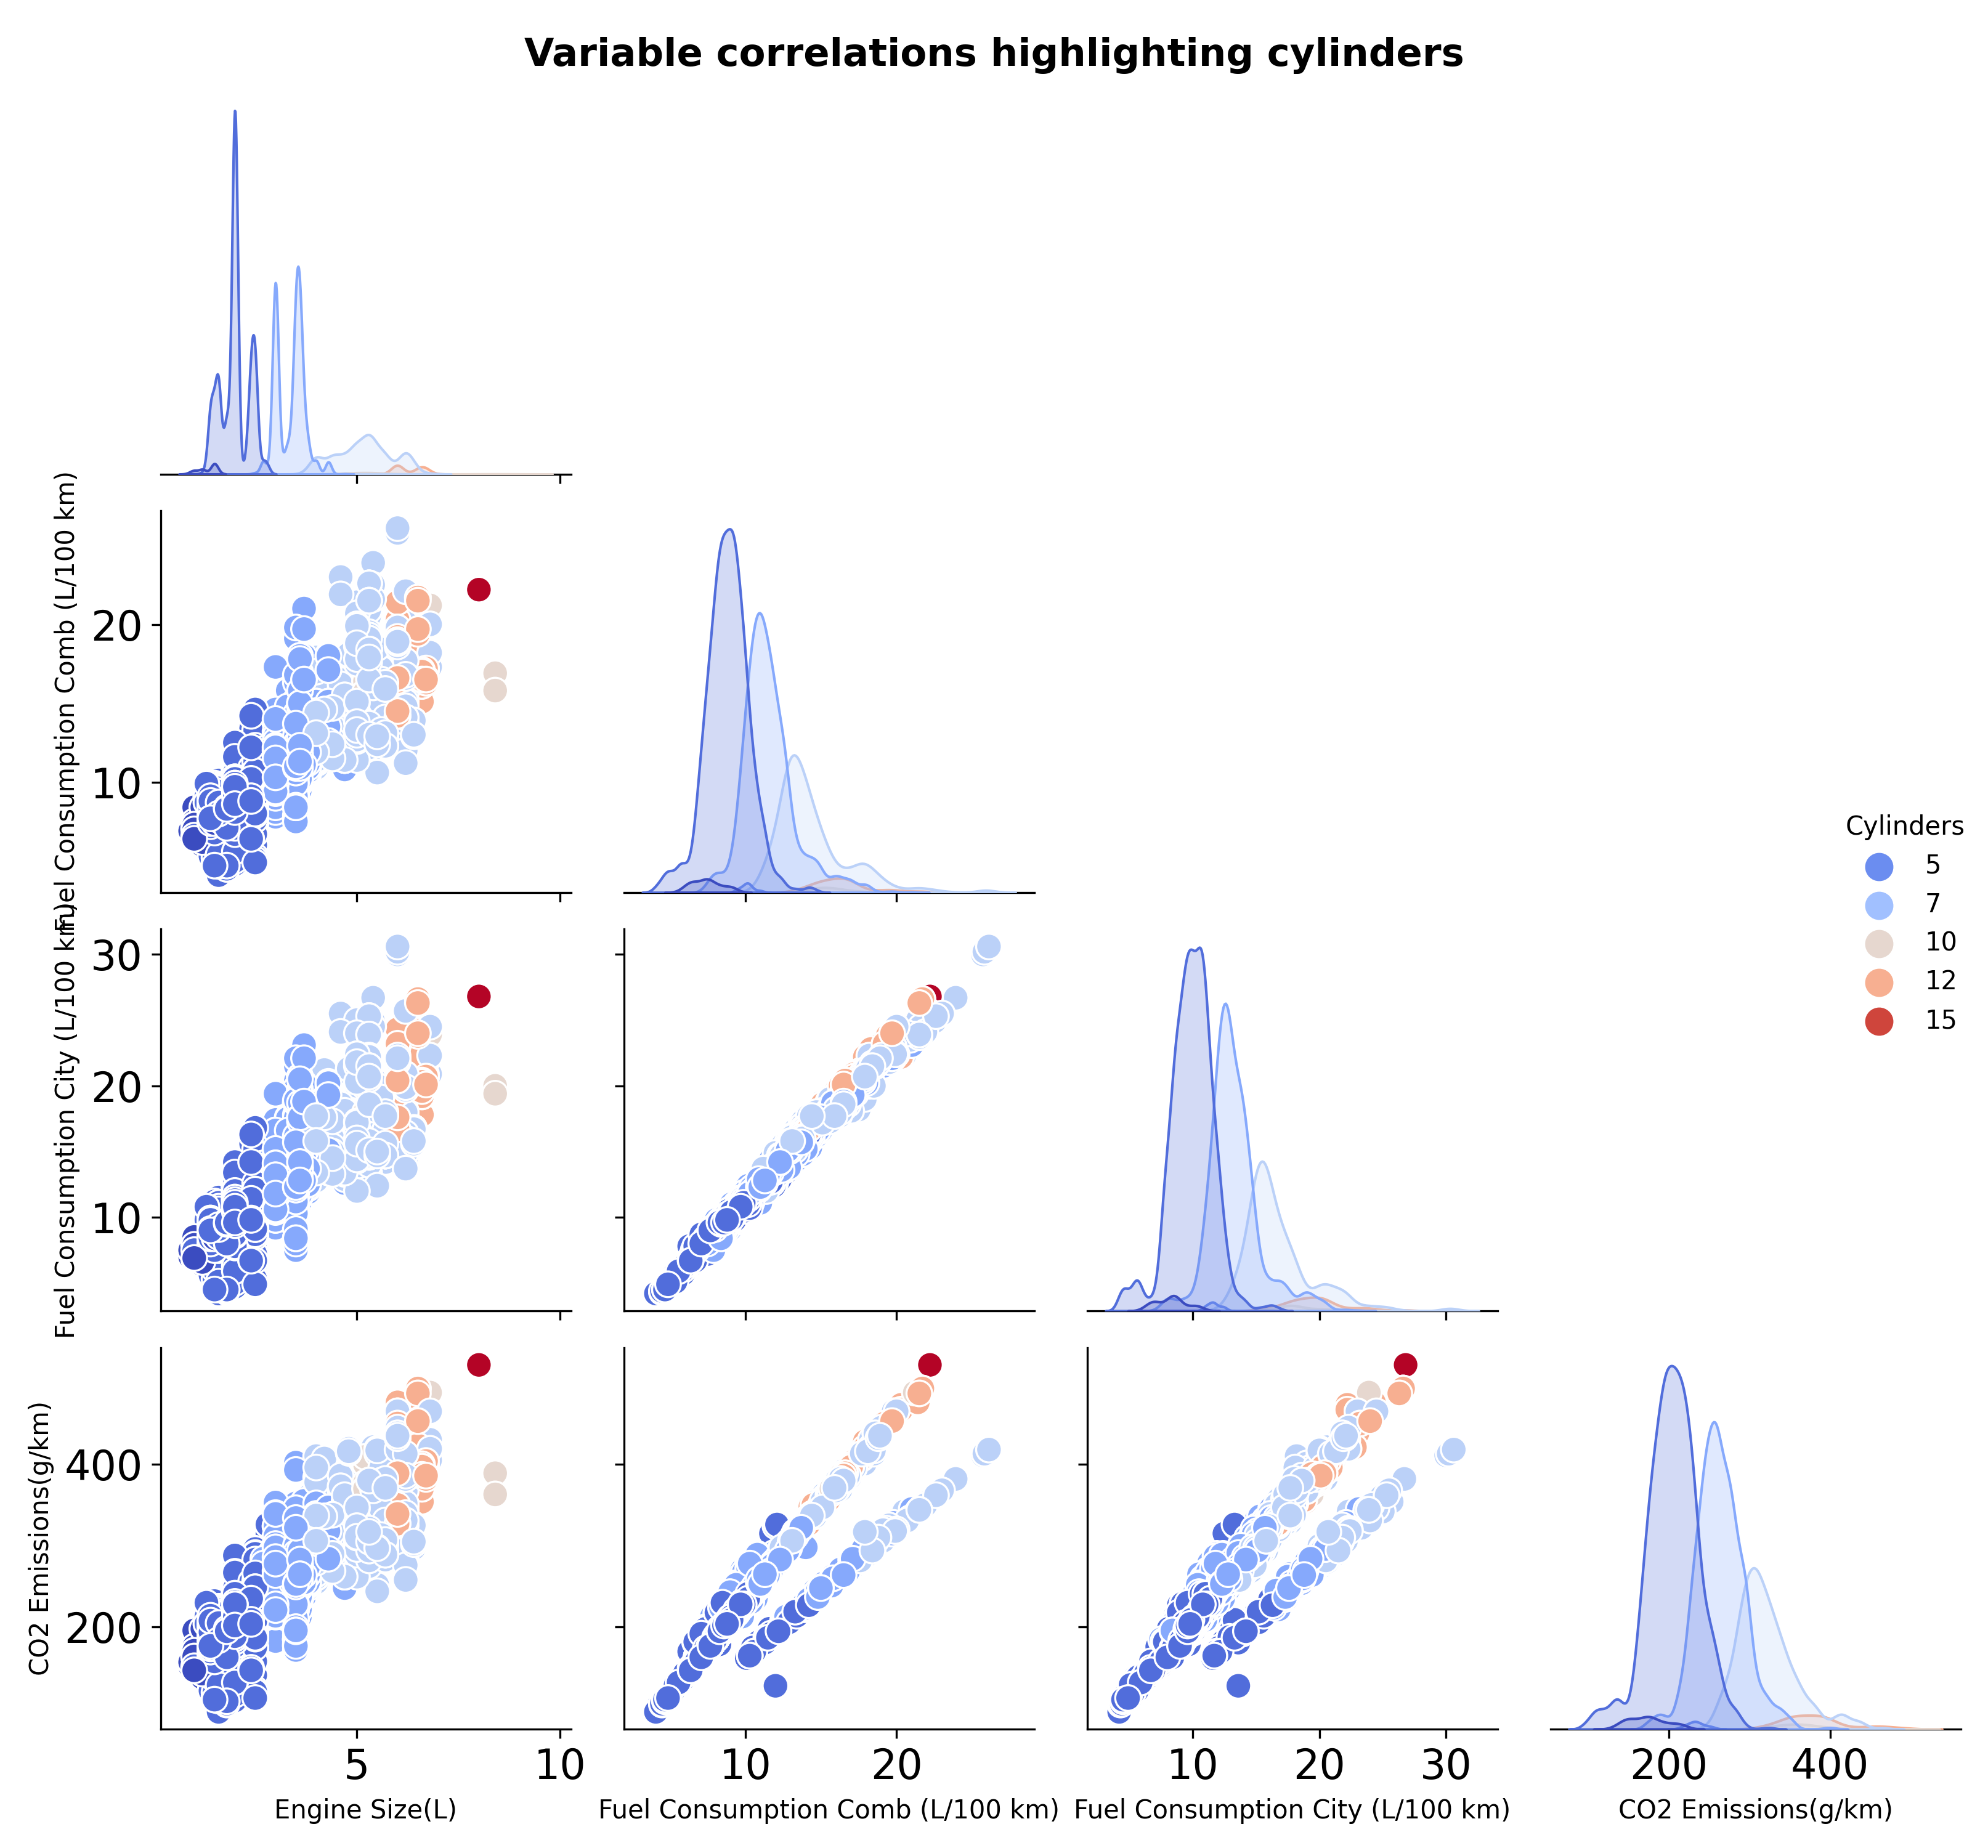 Variable correlations highlighting cylinders
Fuel Consumption Comb (L/100 km)
20
10
Fuel Consumption City (L/100 km)
30
20
10
CO2 Emissions(g/km)
400
200
5
10
10
20
10
20
30
200
400
Engine Size(L)
Fuel Consumption Comb (L/100 km)
Fuel Consumption City (L/100 km)
CO2 Emissions(g/km)
Cylinders
5
7
10
12
15